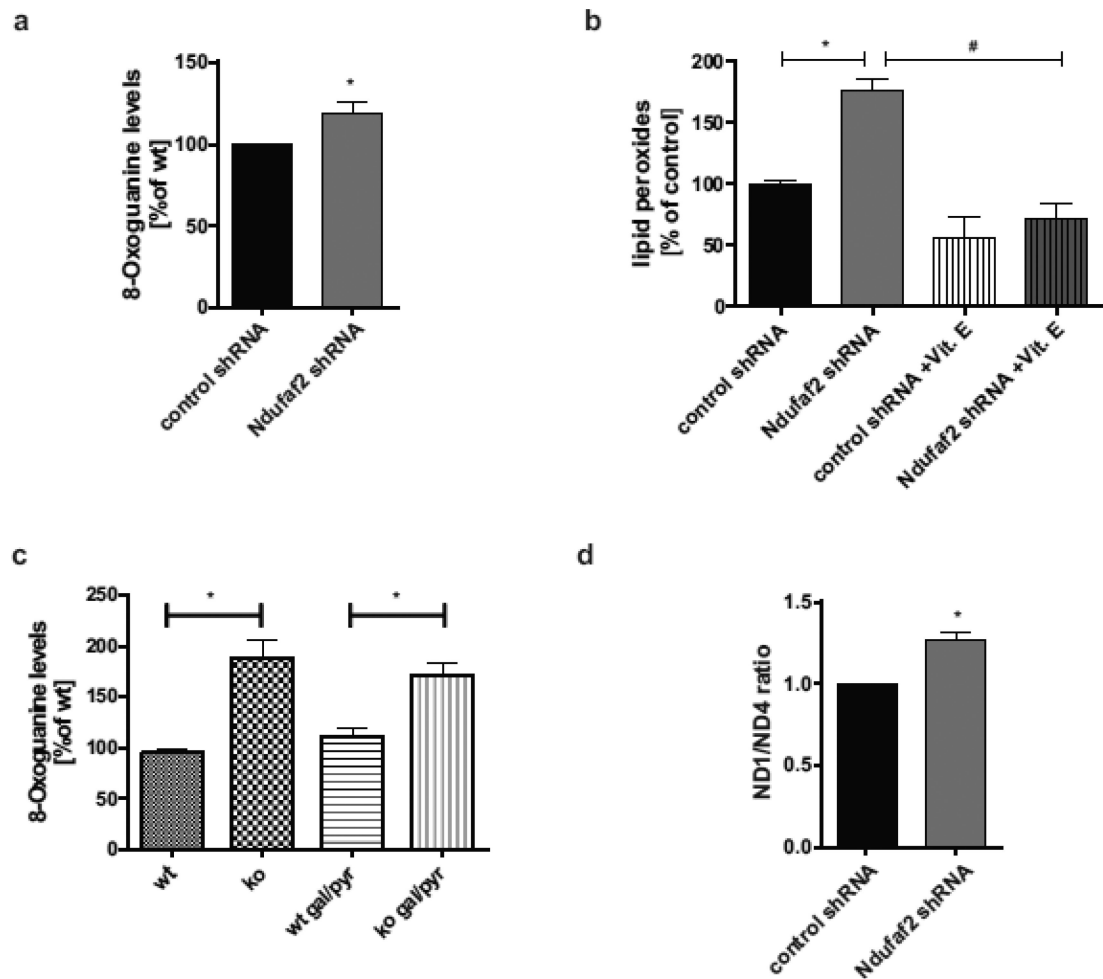 a
8-Oxoguanine levels
[%of wt]
150
100
50
0
*
control shRNA
Ndufaf2 shRNA
b
lipid peroxides
[% of control]
200
150
100
50
0
*
#
control shRNA
Ndufaf2 shRNA
control shRNA +Vit. E
Ndufaf2 shRNA +Vit. E
c
8-Oxoguanine levels
[%of wt]
250
200
150
100
50
0
*
*
wt
ko
wt gal/pyr
ko gal/pyr
d
ND1/ND4 ratio
1.5
1.0
0.5
0.0
*
control shRNA
Ndufaf2 shRNA